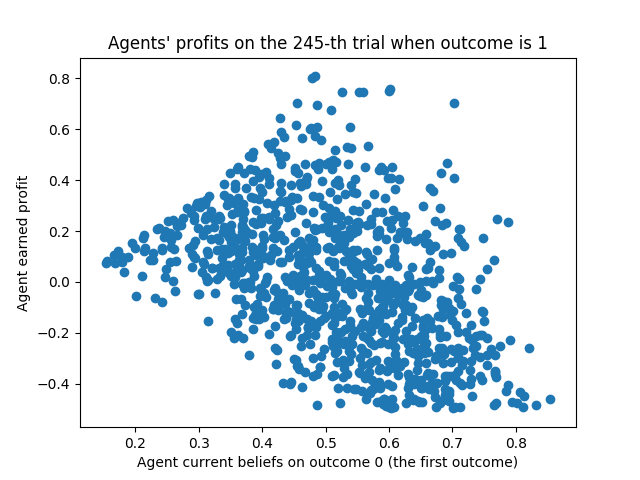 Agents' profits on the 245-th trial when outcome is 1
0.8
0.6
0.4
0.2
0.0
−0.2
−0.4
Agent earned profit
0.2 0.3 0.4 0.5 0.6 0.7 0.8
Agent current beliefs on outcome 0 (the first outcome)